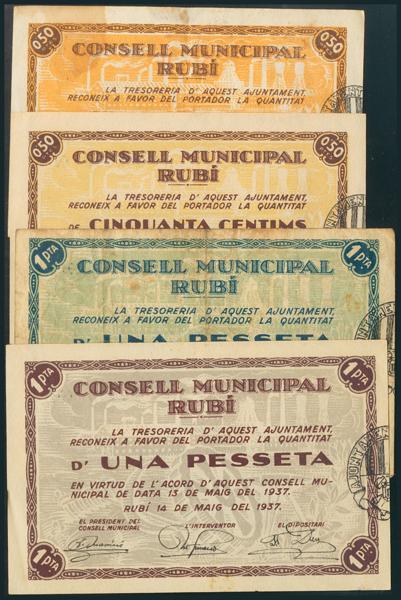 0,50 0,50
CONSELL MUNICIPAL
RUBÍ
LA TRESORERIA D' AQUEST AJUNTAMENT,
RECONEIX A FAVOR DEL PORTADOR LA QUANTITAT
0,50 0,50
CONSELL MUNICIPAL
RUBÍ
LA TRESORERIA D' AQUEST AJUNTAMENT,
RECONEIX A FAVOR DEL PORTADOR LA QUANTITAT
DE CINQUANTA CENTIMS
1 PTA 1 PTA
CONSELL MUNICIPAL
RUBÍ
LA TRESORERIA D' AQUEST AJUNTAMENT,
RECONEIX A FAVOR DEL PORTADOR LA QUANTITAT
D' UNA PESSETA
1 PTA 1 PTA
CONSELL MUNICIPAL
RUBÍ
LA TRESORERIA D' AQUEST AJUNTAMENT,
RECONEIX A FAVOR DEL PORTADOR LA QUANTITAT
D' UNA PESSETA
EN VIRTUD DE L'ACORD D'AQUEST CONSELL MU-
NICIPAL DE DATA 13 DE MAIG DEL 1937.
RUBÍ 14 DE MAIG DEL 1937.
EL PRESIDENT DEL CONSELL MUNICIPAL
L'INTERVENTOR
EL DIPOSITARI
1 PTA 1 PTA